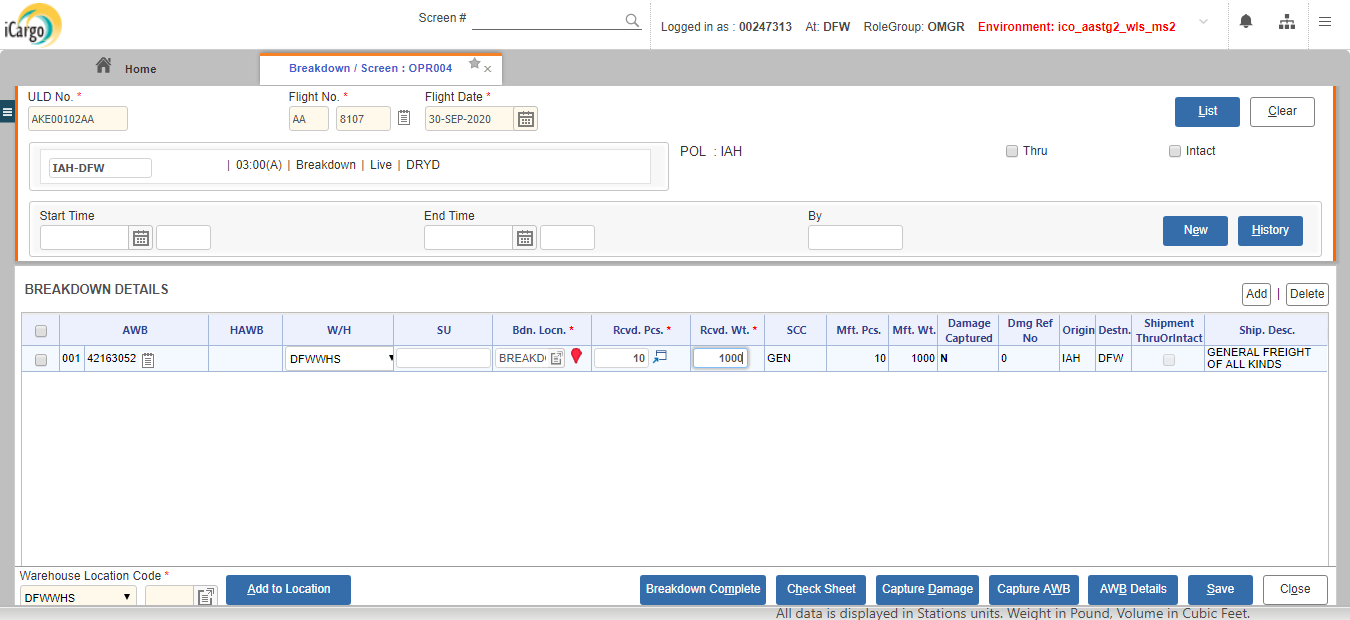 iCargo
Screen #
Logged in as : 00247313 At: DFW RoleGroup: OMGR Environment: ico_aastg2_wls_ms2
Home
Breakdown / Screen : OPR004
ULD No. *
Flight No. *
Flight Date *
AKE00102AA
AA
8107
30-SEP-2020
List
Clear
IAH-DFW
| 03:00(A) | Breakdown | Live | DRYD
POL : IAH
Thru
Intact
Start Time
End Time
By
New
History
BREAKDOWN DETAILS
Add | Delete
AWB HAWB W/H SU Bdn. Locn. * Rcvd. Pcs. * Rcvd. Wt. * SCC Mft. Pcs. Mft. Wt. Damage Captured Dmg Ref No Origin Destn. Shipment ThruOrIntact Ship. Desc.
001 42163052 DFWWHS BREAKD 10 1000 GEN 10 1000 N 0 IAH DFW GENERAL FREIGHT OF ALL KINDS
Warehouse Location Code *
DFWWHS
Add to Location
Breakdown Complete
Check Sheet
Capture Damage
Capture AWB
AWB Details
Save
Close
All data is displayed in Stations units. Weight in Pound, Volume in Cubic Feet.